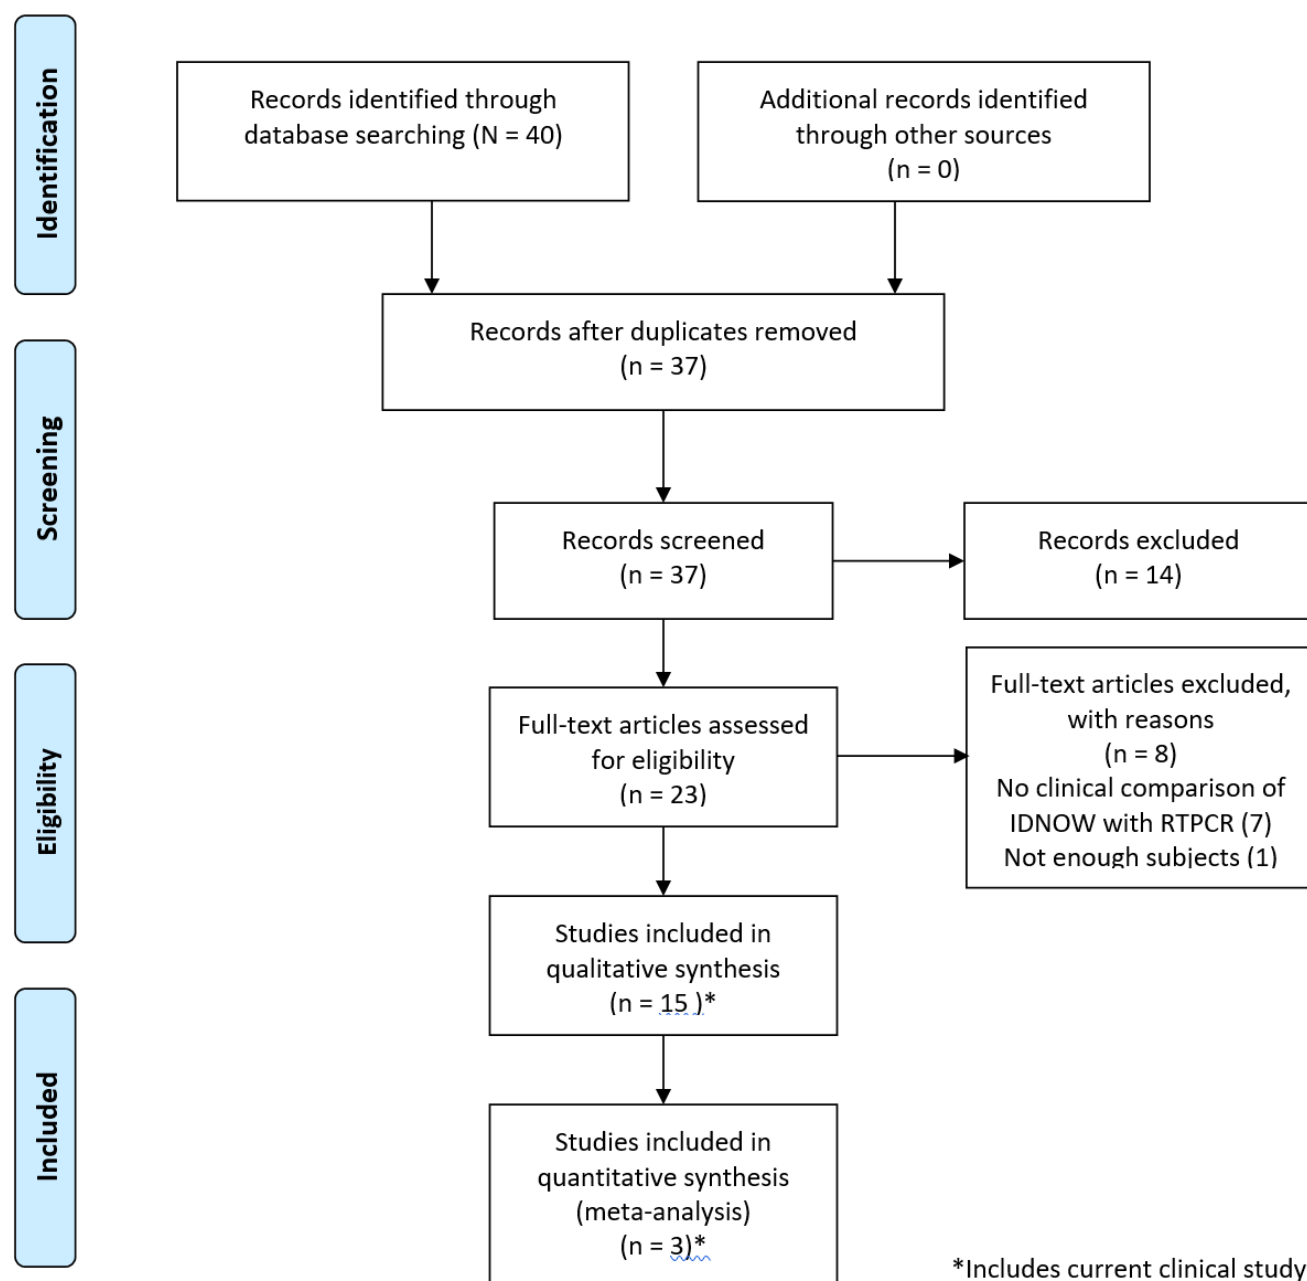 Identification
Records identified through
database searching (N = 40)
Additional records identified
through other sources
(n = 0)
Records after duplicates removed
(n = 37)
Screening
Records screened
(n = 37)
Records excluded
(n = 14)
Eligibility
Full-text articles assessed
for eligibility
(n = 23)
Full-text articles excluded,
with reasons
(n = 8)
No clinical comparison of
IDNOW with RTPCR (7)
Not enough subjects (1)
Studies included in
qualitative synthesis
(n = 15 )*
Included
Studies included in
quantitative synthesis
(meta-analysis)
(n = 3)*
*Includes current clinical study